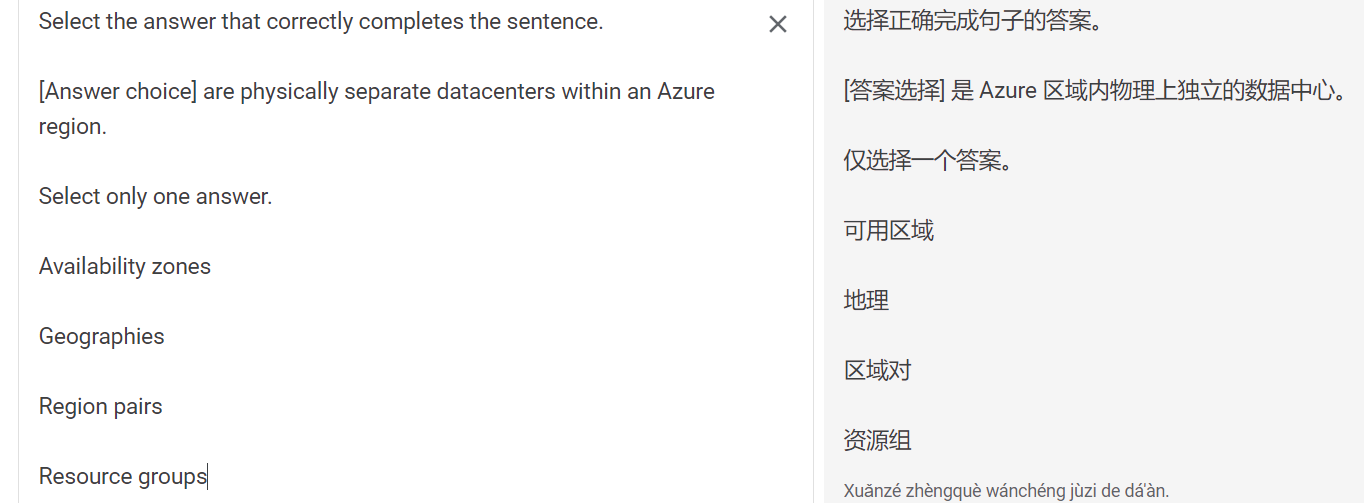 Select the answer that correctly completes the sentence.
[Answer choice] are physically separate datacenters within an Azure
region.
Select only one answer.
Availability zones
Geographies
Region pairs
Resource groups
选择正确完成句子的答案。
[答案选择] 是 Azure 区域内物理上独立的数据中心。
仅选择一个答案。
可用区域
地理
区域对
资源组
Xuǎnzé zhèngquè wánchéng jùzi de dá'àn.